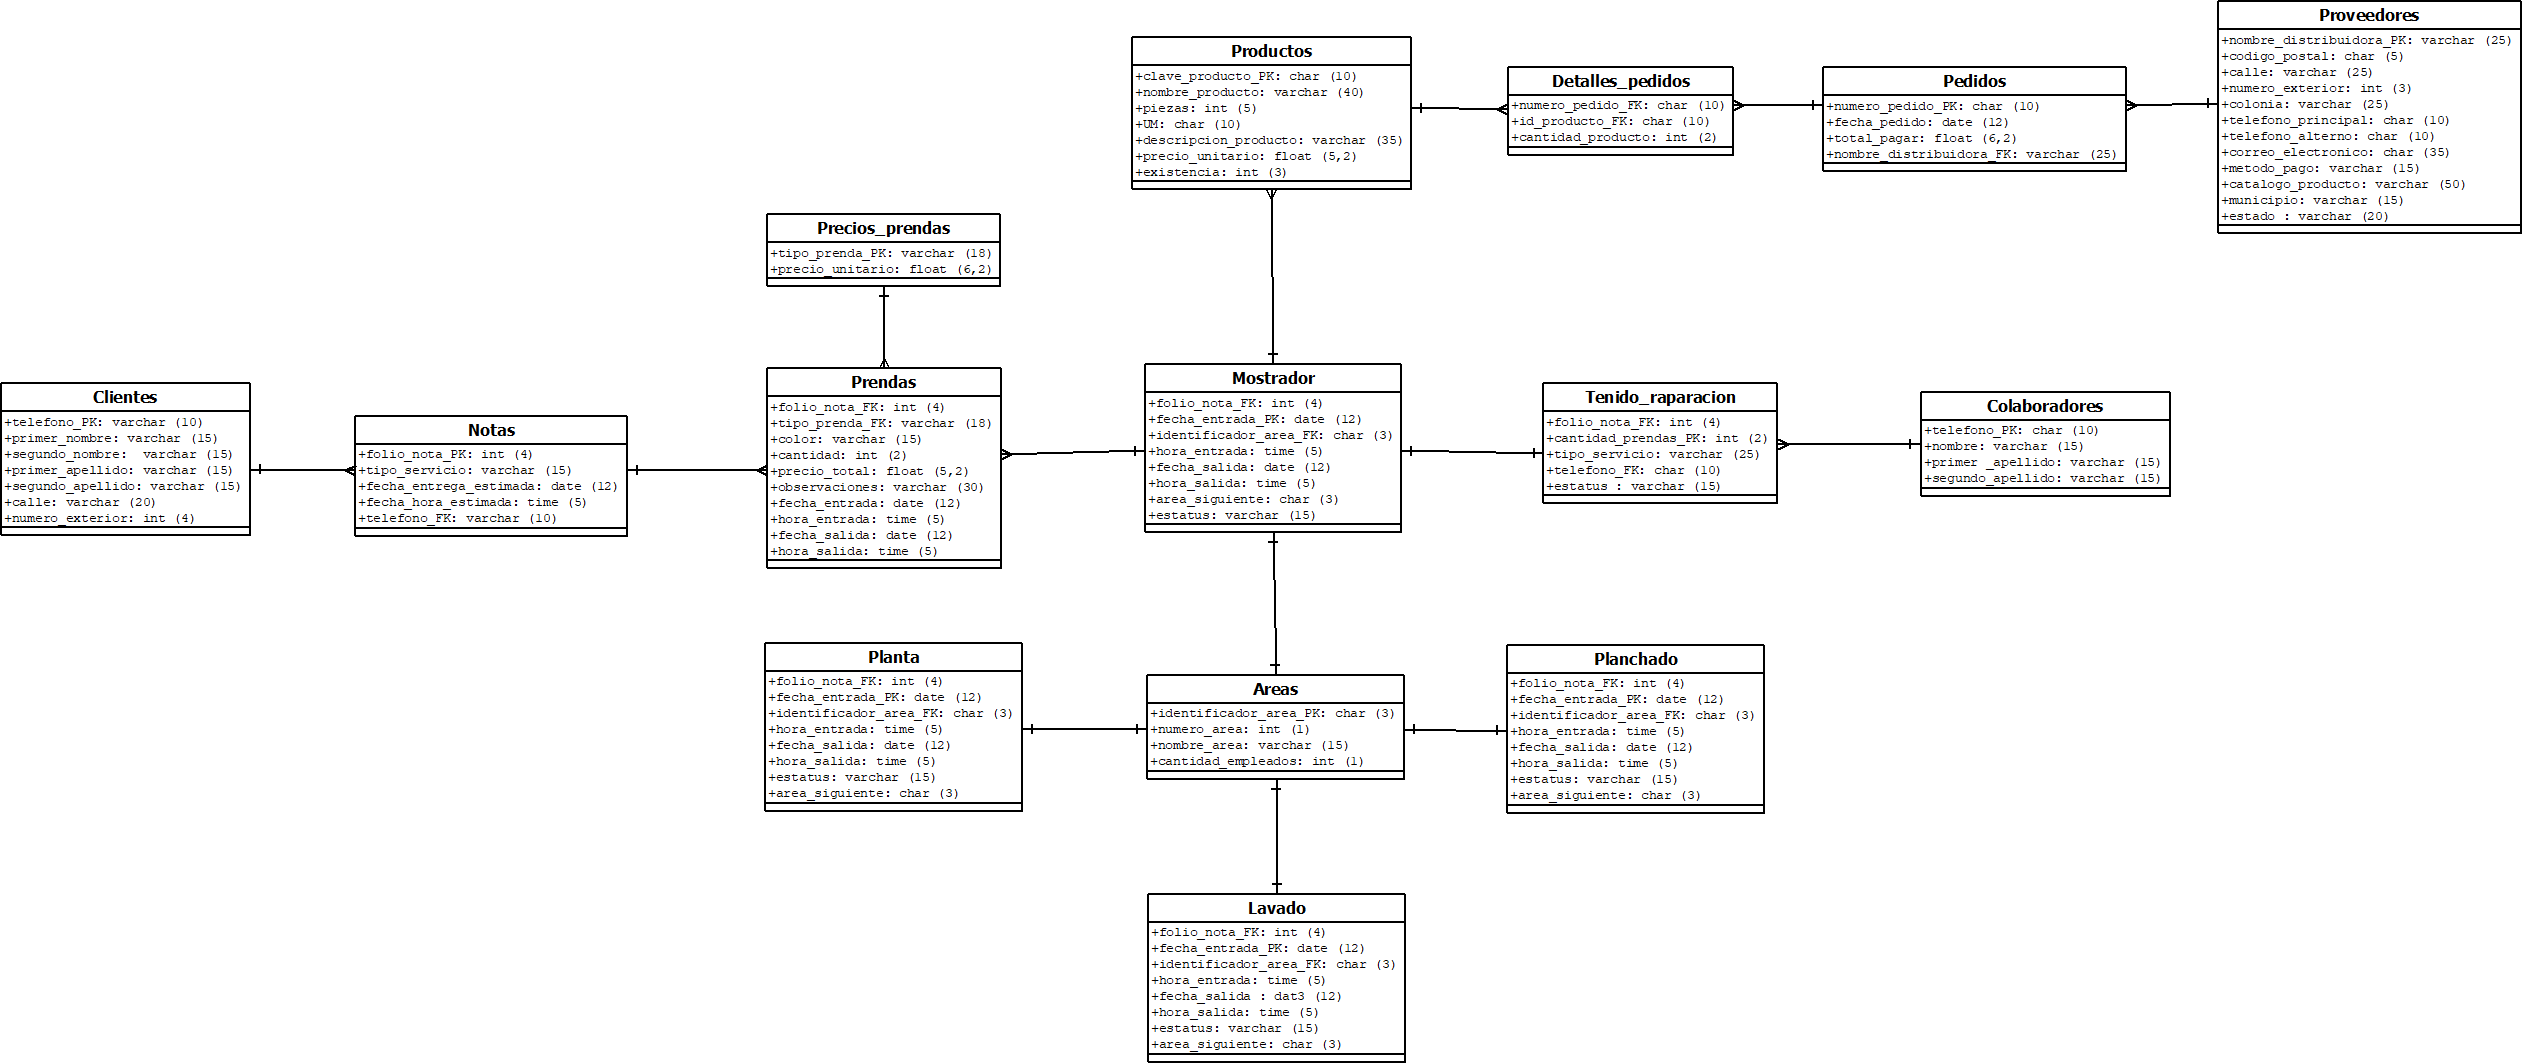 Proveedores
+nombre_distribuidora_PK: varchar (25)
+codigo_postal: char (5)
+calle: varchar (25)
+numero_exterior: int (3)
+colonia: varchar (25)
+telefono_principal: char (10)
+telefono_alterno: char (10)
+correo_electronico: char (35)
+metodo_pago: varchar (15)
+catalogo_producto: varchar (50)
+municipio: varchar (15)
+estado : varchar (20)
Productos
+clave_producto_PK: char (10)
+nombre_producto: varchar (40)
+piezas: int (5)
+UM: char (10)
+descripcion_producto: varchar (35)
+precio_unitario: float (5,2)
+existencia: int (3)
Detalles_pedidos
+numero_pedido_FK: char (10)
+id_producto_FK: char (10)
+cantidad_producto: int (2)
Pedidos
+numero_pedido_PK: char (10)
+fecha_pedido: date (12)
+total_pagar: float (6,2)
+nombre_distribuidora_FK: varchar (25)
Precios_prendas
+tipo_prenda_PK: varchar (18)
+precio_unitario: float (6,2)
Clientes
+telefono_PK: varchar (10)
+primer_nombre: varchar (15)
+segundo_nombre:  varchar (15)
+primer_apellido: varchar (15)
+segundo_apellido: varchar (15)
+calle: varchar (20)
+numero_exterior: int (4)
Notas
+folio_nota_PK: int (4)
+tipo_servicio: varchar (15)
+fecha_entrega_estimada: date (12)
+fecha_hora_estimada: time (5)
+telefono_FK: varchar (10)
Prendas
+folio_nota_FK: int (4)
+tipo_prenda_FK: varchar (18)
+color: varchar (15)
+cantidad: int (2)
+precio_total: float (5,2)
+observaciones: varchar (30)
+fecha_entrada: date (12)
+hora_entrada: time (5)
+fecha_salida: date (12)
+hora_salida: time (5)
Mostrador
+folio_nota_FK: int (4)
+fecha_entrada_PK: date (12)
+identificador_area_FK: char (3)
+hora_entrada: time (5)
+fecha_salida: date (12)
+hora_salida: time (5)
+area_siguiente: char (3)
+estatus: varchar (15)
Tenido_raparacion
+folio_nota_FK: int (4)
+cantidad_prendas_PK: int (2)
+tipo_servicio: varchar (25)
+telefono_FK: char (10)
+estatus : varchar (15)
Colaboradores
+telefono_PK: char (10)
+nombre: varchar (15)
+primer _apellido: varchar (15)
+segundo_apellido: varchar (15)
Planta
+folio_nota_FK: int (4)
+fecha_entrada_PK: date (12)
+identificador_area_FK: char (3)
+hora_entrada: time (5)
+fecha_salida: date (12)
+hora_salida: time (5)
+estatus: varchar (15)
+area_siguiente: char (3)
Areas
+identificador_area_PK: char (3)
+numero_area: int (1)
+nombre_area: varchar (15)
+cantidad_empleados: int (1)
Planchado
+folio_nota_FK: int (4)
+fecha_entrada_PK: date (12)
+identificador_area_FK: char (3)
+hora_entrada: time (5)
+fecha_salida: date (12)
+hora_salida: time (5)
+estatus: varchar (15)
+area_siguiente: char (3)
Lavado
+folio_nota_FK: int (4)
+fecha_entrada_PK: date (12)
+identificador_area_FK: char (3)
+hora_entrada: time (5)
+fecha_salida : dat3 (12)
+hora_salida: time (5)
+estatus: varchar (15)
+area_siguiente: char (3)